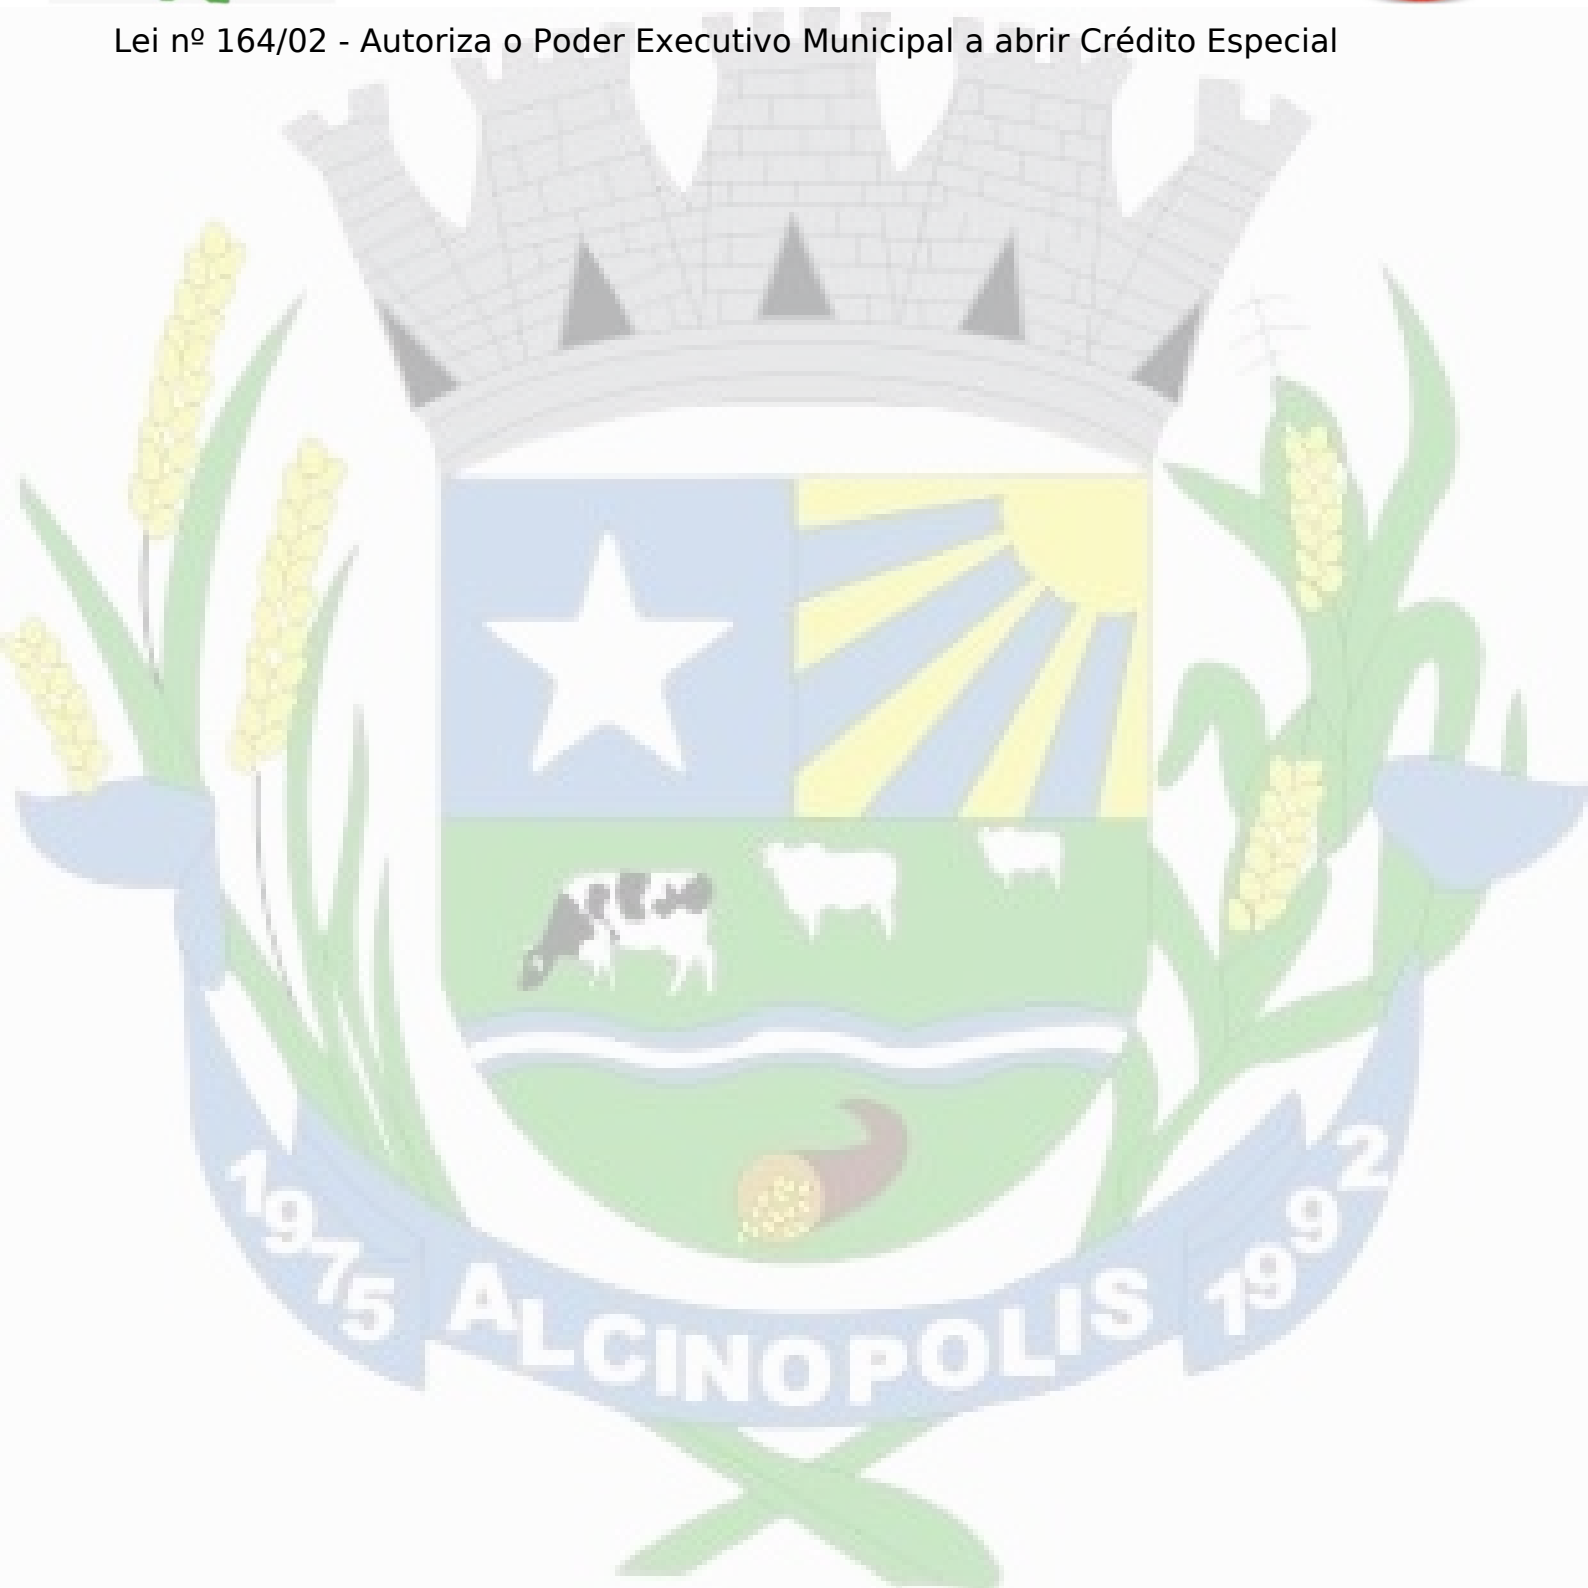 Lei nº 164/02 - Autoriza o Poder Executivo Municipal a abrir Crédito Especial
1975 ALCINOPOLIS 1992